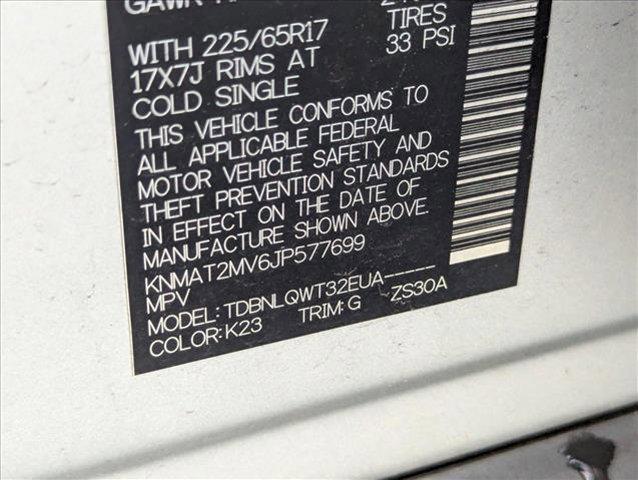 TIRES
WITH 225/65R17 33 PSI
17X7J RIMS AT
COLD SINGLE
THIS VEHICLE CONFORMS TO
ALL APPLICABLE FEDERAL
MOTOR VEHICLE SAFETY AND
THEFT PREVENTION STANDARDS
IN EFFECT ON THE DATE OF
MANUFACTURE SHOWN ABOVE.
KNMAT2MV6JP577699
MPV
MODEL: TDBNLQWT32EUA-----
COLOR:K23 TRIM:G ZS30A